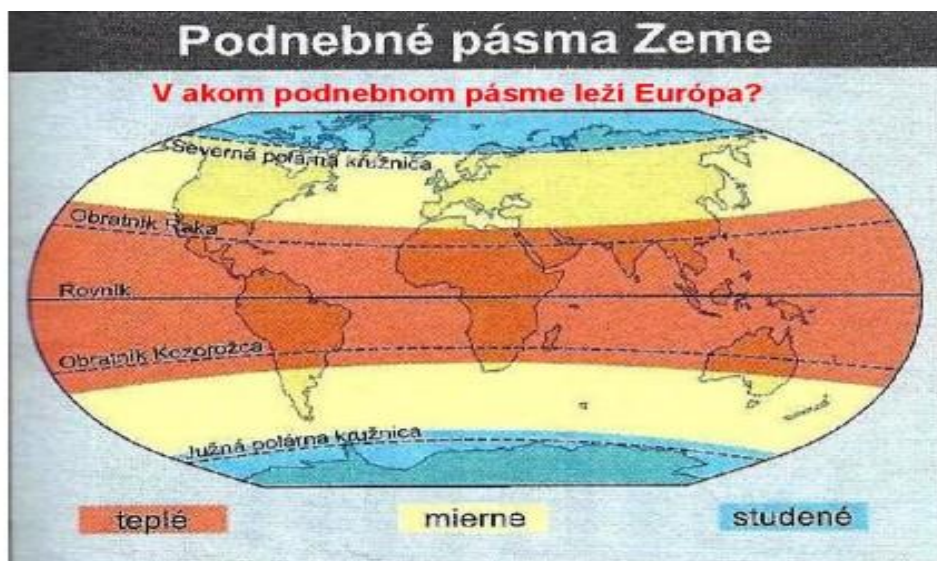 Podnebné pásma Zeme
V akom podnebnom pásme leží Európa?
Severná polárna kružnica
Obratník Raka
Rovník
Obratník Kozorožca
Južná polárna kružnica
teplé
mierne
studené